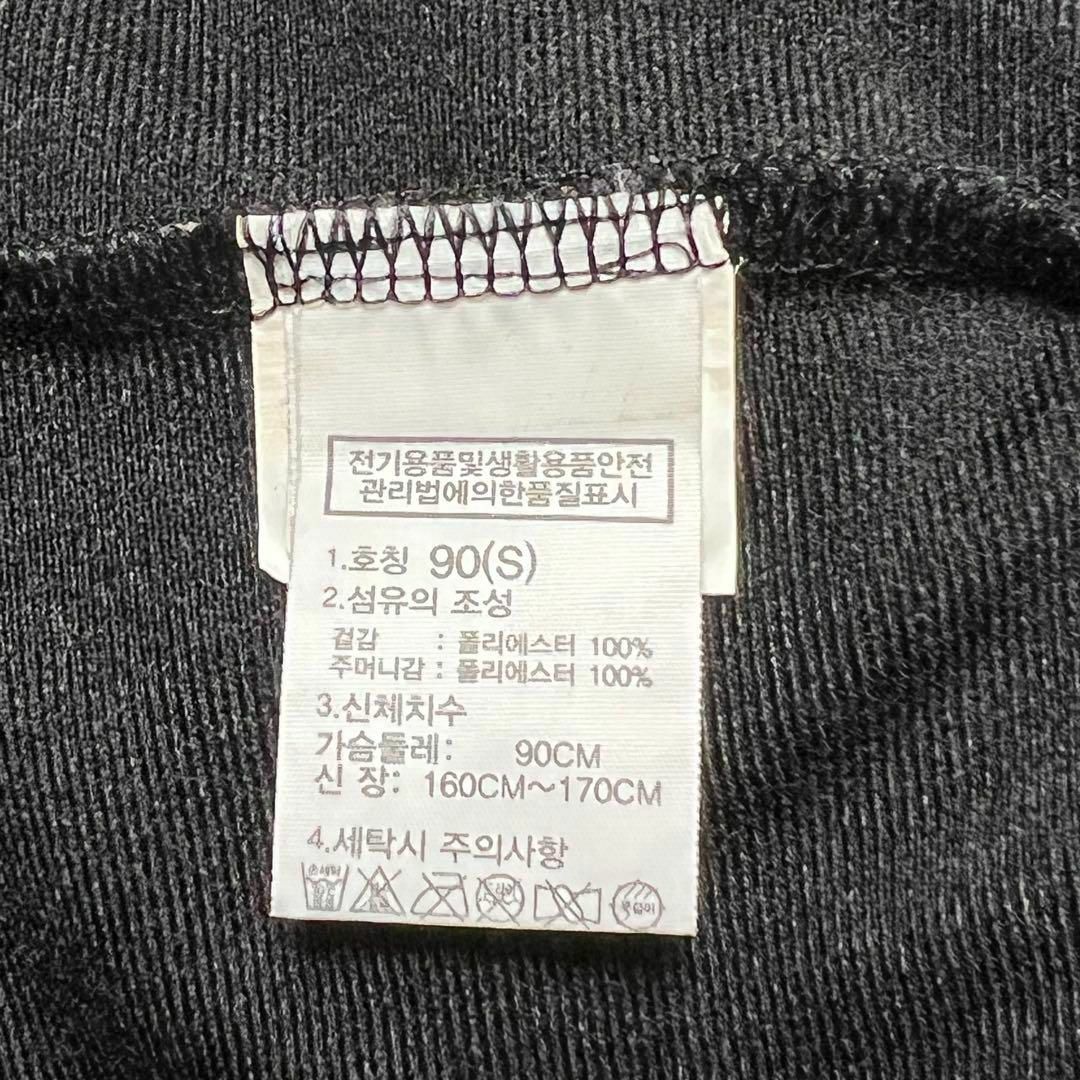 전기용품및생활용품안전
관리법에의한품질표시
1.호칭 90(S)
2.섬유의 조성
겉감 : 폴리에스터 100%
주머니감 : 폴리에스터 100%
3.신체치수
가슴둘레: 90CM
신 장: 160CM~170CM
4.세탁시 주의사항